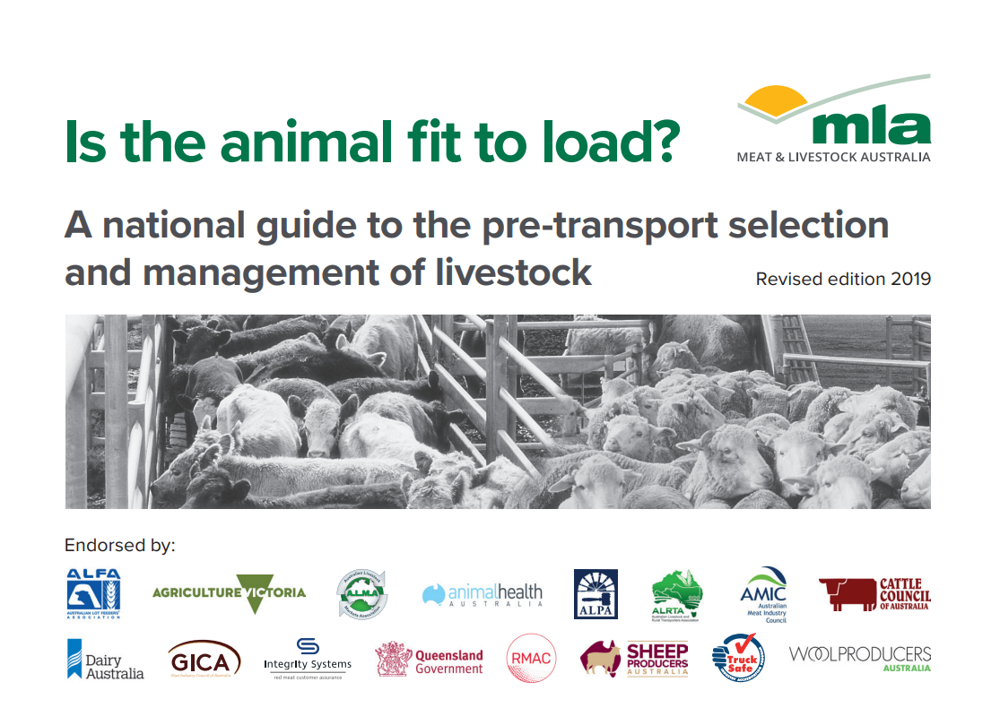 Is the animal fit to load?
mla
MEAT & LIVESTOCK AUSTRALIA
A national guide to the pre-transport selection
and management of livestock
Revised edition 2019
Endorsed by:
ALFA
AUSTRALIAN LOT FEEDERS'
ASSOCIATION
AGRICULTURE VICTORIA
Australian Livestock
ALMA
Markets Association
animalhealth
AUSTRALIA
ALPA
ALRTA
Australian Livestock and
Rural Transporters Association
AMIC
Australian
Meat Industry
Council
CATTLE
COUNCIL
OF AUSTRALIA
Dairy
Australia
GICA
Goat Industry Council of Australia
Integrity Systems
red meat customer assurance
Queensland
Government
RMAC
SHEEP
PRODUCERS
AUSTRALIA
Truck
Safe
WOOLPRODUCERS
AUSTRALIA